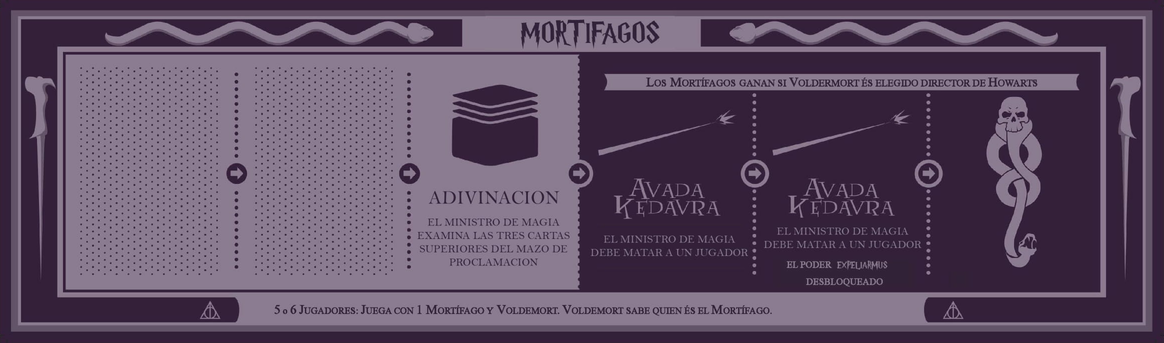 MORTIFAGOS
LOS MORTÍFAGOS GANAN SI VOLDERMORT ÉS ELEGIDO DIRECTOR DE HOWARTS
ADIVINACION
EL MINISTRO DE MAGIA
EXAMINA LAS TRES CARTAS
SUPERIORES DEL MAZO DE
PROCLAMACION
AVADA
KEDAVRA
EL MINISTRO DE MAGIA
DEBE MATAR A UN JUGADOR
AVADA
KEDAVRA
EL MINISTRO DE MAGIA
DEBE MATAR A UN JUGADOR
EL PODER EXPELIARMUS
DESBLOQUEADO
5 o 6 JUGADORES: JUEGA CON 1 MORTÍFAGO Y VOLDEMORT. VOLDEMORT SABE QUIEN ÉS EL MORTÍFAGO.